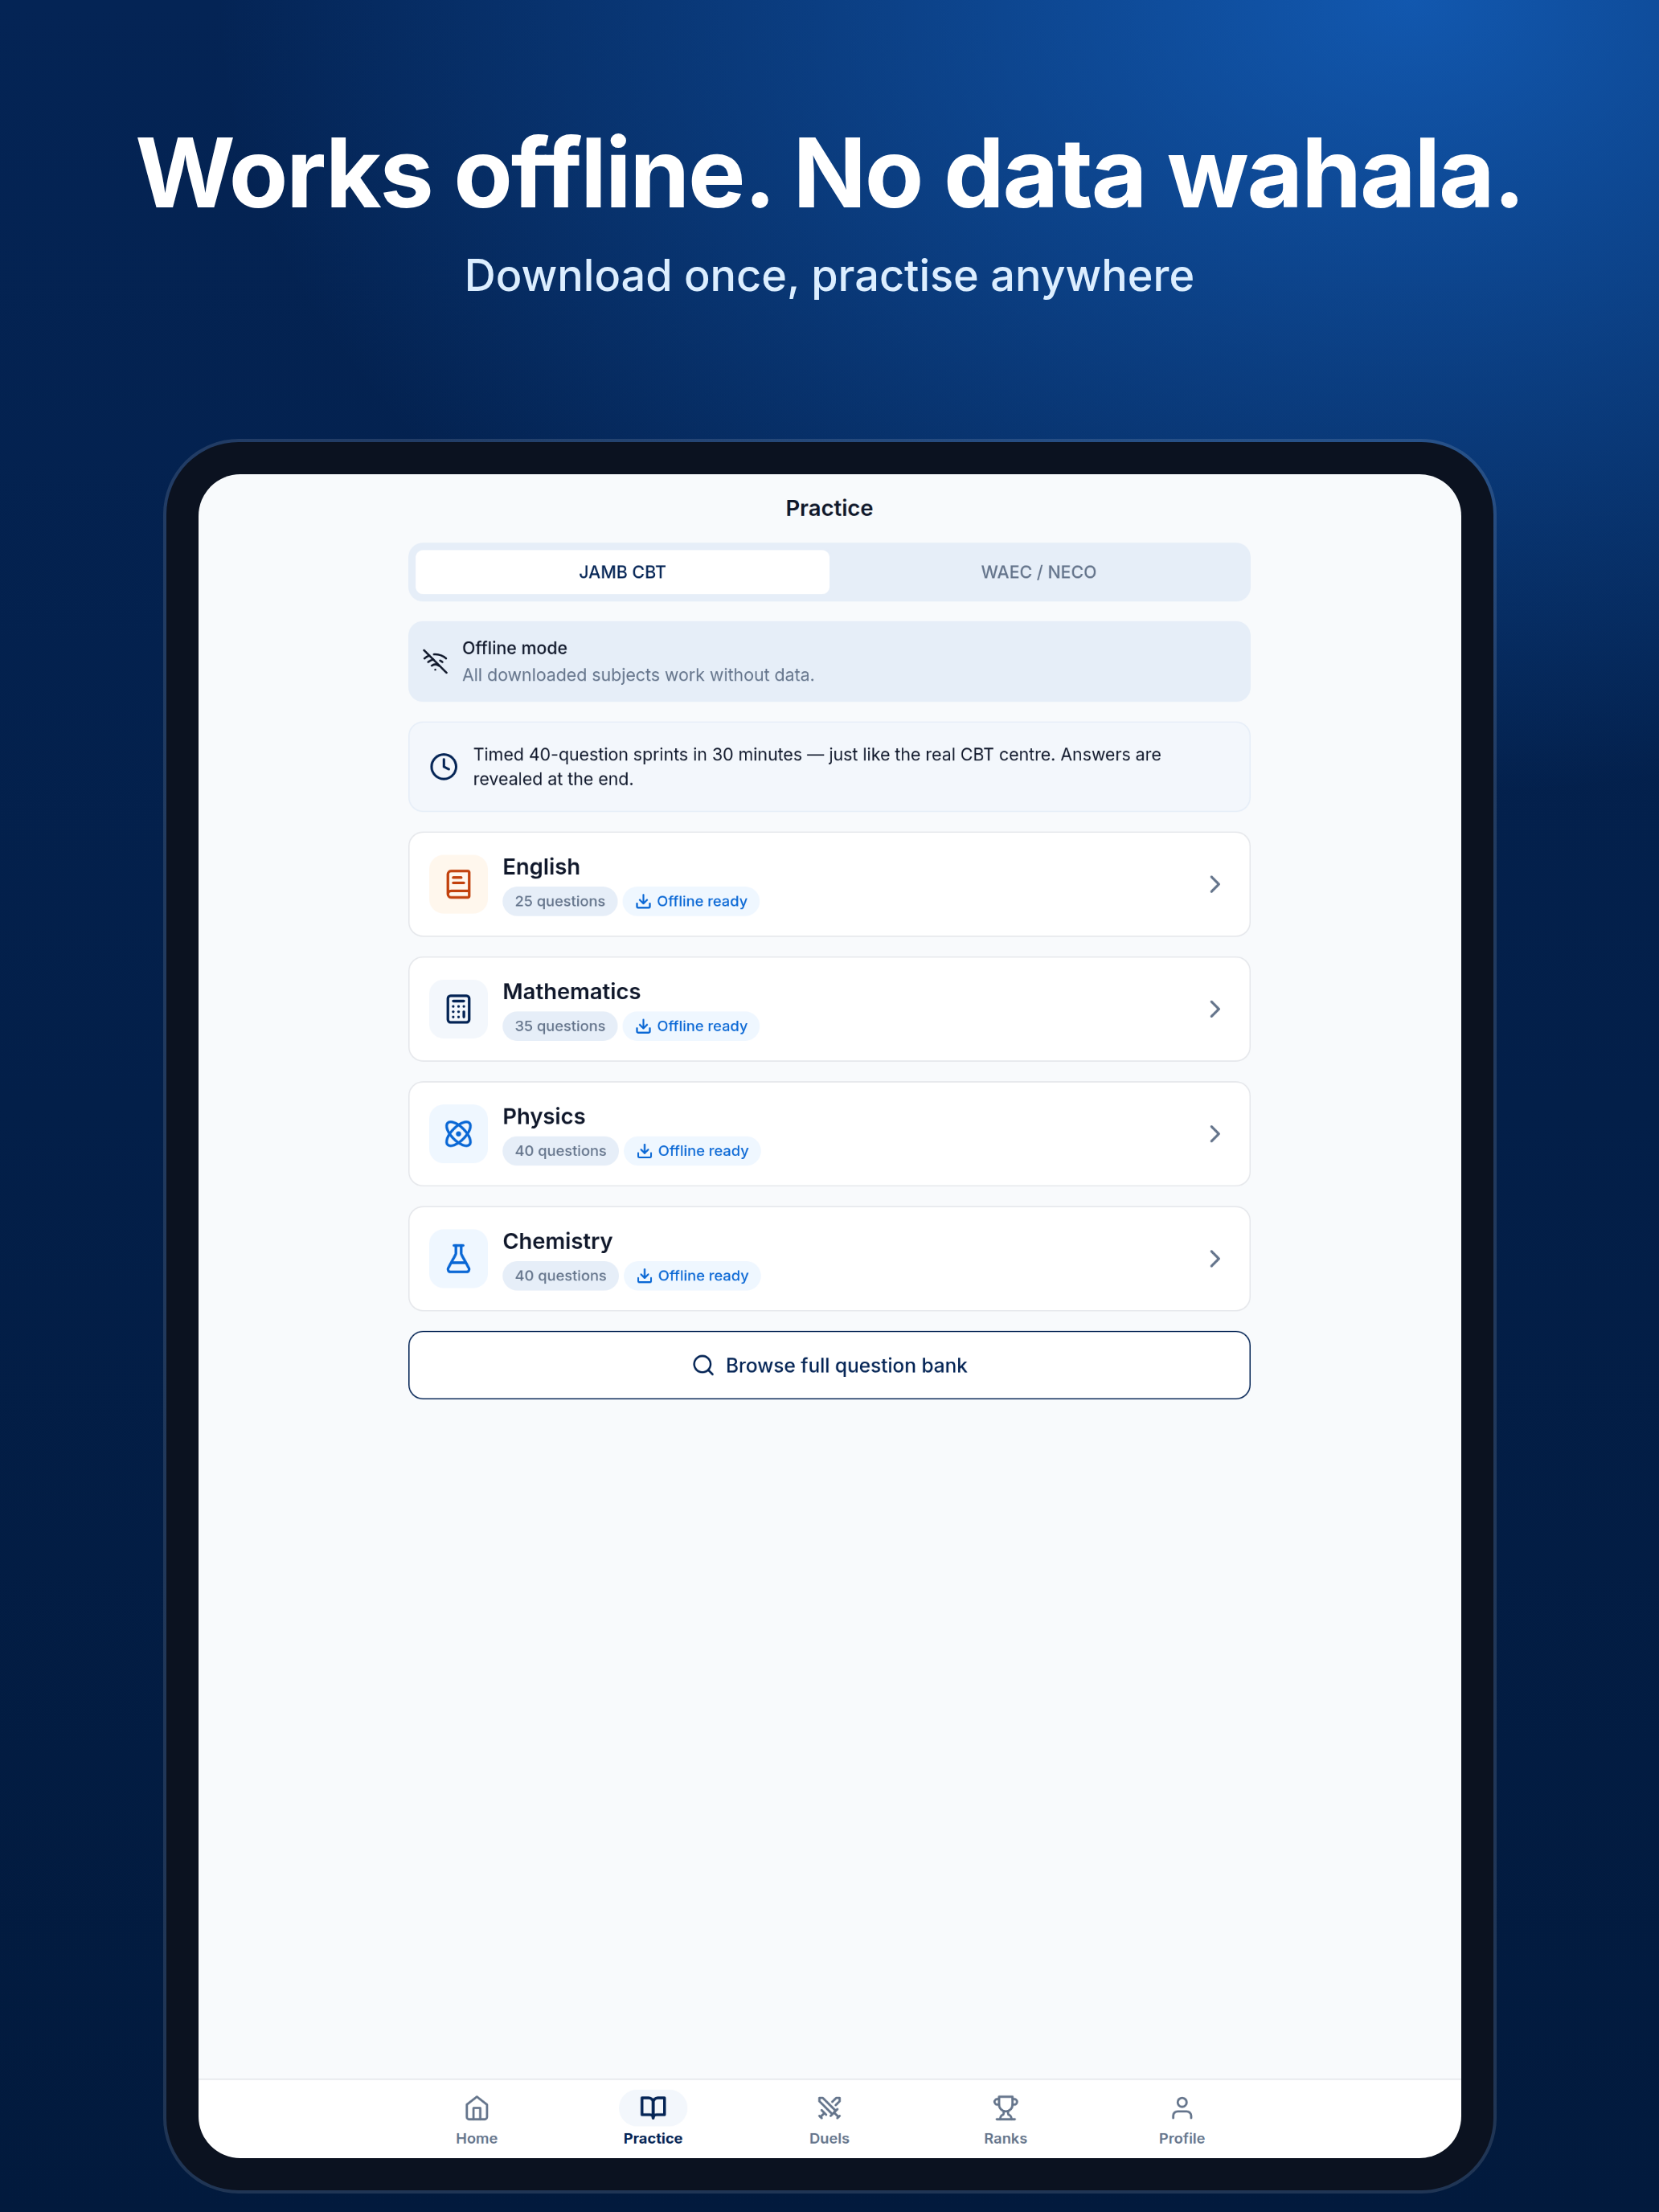 Works offline. No data wahala.
Download once, practise anywhere
Practice
JAMB CBT
WAEC / NECO
Offline mode
All downloaded subjects work without data.
Timed 40-question sprints in 30 minutes — just like the real CBT centre. Answers are
revealed at the end.
English
25 questions
Offline ready
Mathematics
35 questions
Offline ready
Physics
40 questions
Offline ready
Chemistry
40 questions
Offline ready
Browse full question bank
Home
Practice
Duels
Ranks
Profile